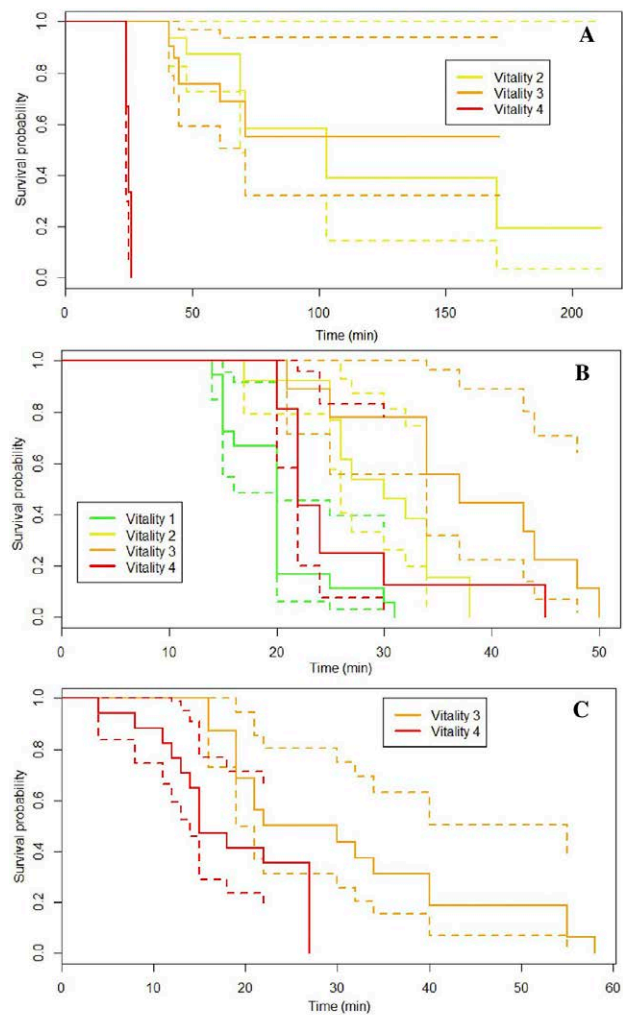 A
Vitality 2
Vitality 3
Vitality 4
Survival probability
0.0 0.2 0.4 0.6 0.8 1.0
0 50 100 150 200
Time (min)
B
Vitality 1
Vitality 2
Vitality 3
Vitality 4
Survival probability
0.0 0.2 0.4 0.6 0.8 1.0
0 10 20 30 40 50
Time (min)
C
Vitality 3
Vitality 4
Survival probability
0.0 0.2 0.4 0.6 0.8 1.0
0 10 20 30 40 50 60
Time (min)